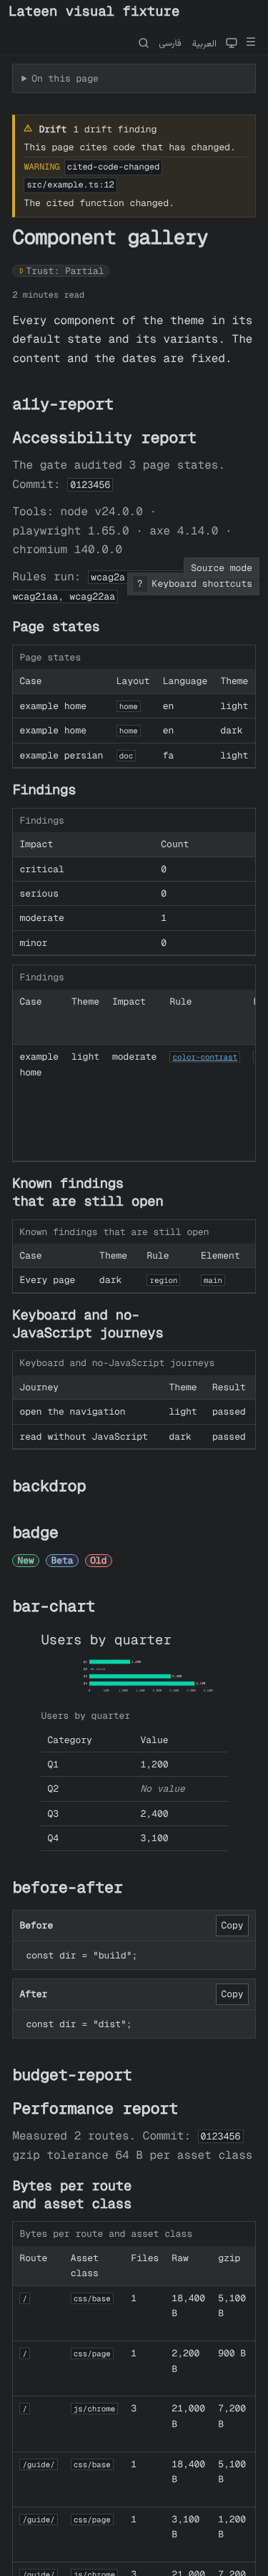 Lateen visual fixture
فارسی العربية
On this page
Drift 1 drift finding
This page cites code that has changed.
WARNING cited-code-changed
src/example.ts:12
The cited function changed.
Component gallery
Trust: Partial
2 minutes read
Every component of the theme in its
default state and its variants. The
content and the dates are fixed.
a11y-report
Accessibility report
The gate audited 3 page states.
Commit: 0123456
Tools: node v24.0.0 ·
playwright 1.65.0 · axe 4.14.0 ·
chromium 140.0.0
Source mode
Rules run: wcag2a
? Keyboard shortcuts
wcag21aa, wcag22aa
Page states
Page states
Case Layout Language Theme
example home home en light
example home home en dark
example persian doc fa light
Findings
Findings
Impact Count
critical 0
serious 0
moderate 1
minor 0
Findings
Case Theme Impact Rule
example light moderate color-contrast
home
Known findings
that are still open
Known findings that are still open
Case Theme Rule Element
Every page dark region main
Keyboard and no-
JavaScript journeys
Keyboard and no-JavaScript journeys
Journey Theme Result
open the navigation light passed
read without JavaScript dark passed
backdrop
badge
New Beta Old
bar-chart
Users by quarter
Users by quarter
Category Value
Q1 1,200
Q2 No value
Q3 2,400
Q4 3,100
before-after
Before Copy
const dir = "build";
After Copy
const dir = "dist";
budget-report
Performance report
Measured 2 routes. Commit: 0123456
gzip tolerance 64 B per asset class
Bytes per route
and asset class
Bytes per route and asset class
Route Asset Files Raw gzip
class
/ css/base 1 18,400 5,100
B B
/ css/page 1 2,200 900 B
B
/ js/chrome 3 21,000 7,200
B B
/guide/ css/base 1 18,400 5,100
B B
/guide/ css/page 1 3,100 1,200
B B
/guide/ js/chrome 3 21,000 7,200